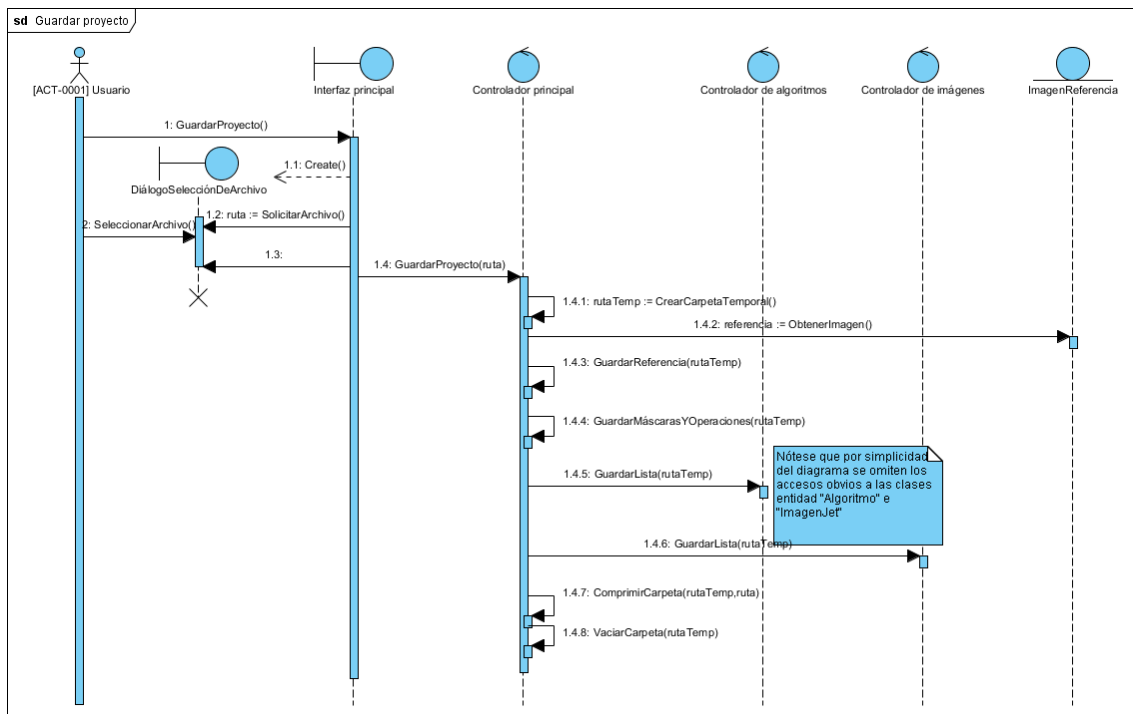 sd Guardar proyecto
[ACT-0001] Usuario
Interfaz principal
Controlador principal
Controlador de algoritmos
Controlador de imágenes
ImagenReferencia
1: GuardarProyecto()
1.1: Create()
DiálogoSelecciónDeArchivo
1.2: ruta := SolicitarArchivo()
2: SeleccionarArchivo()
1.3:
1.4: GuardarProyecto(ruta)
1.4.1: rutaTemp := CrearCarpetaTemporal()
1.4.2: referencia := ObtenerImagen()
1.4.3: GuardarReferencia(rutaTemp)
1.4.4: GuardarMáscarasYOperaciones(rutaTemp)
Nótese que por simplicidad
del diagrama se omiten los
accesos obvios a las clases
entidad "Algoritmo" e
"ImagenJet"
1.4.5: GuardarLista(rutaTemp)
1.4.6: GuardarLista(rutaTemp)
1.4.7: ComprimirCarpeta(rutaTemp,ruta)
1.4.8: VaciarCarpeta(rutaTemp)